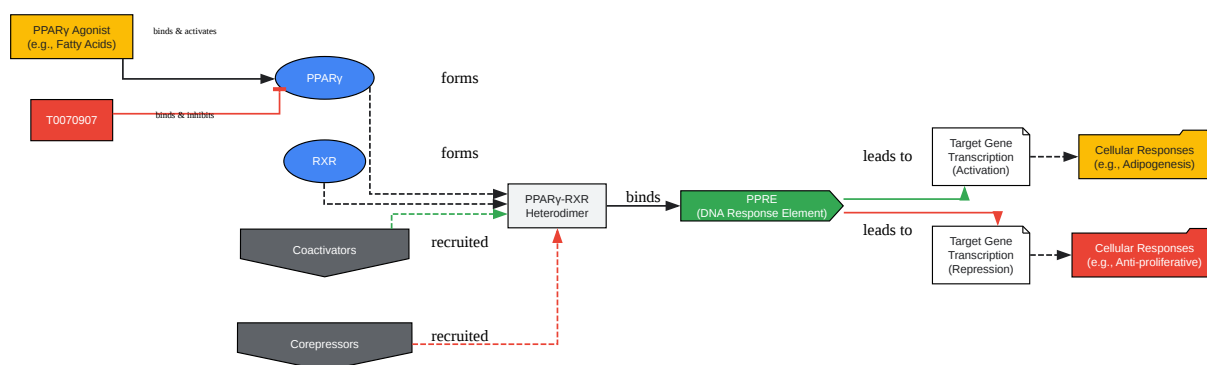 PPARγ Agonist
(e.g., Fatty Acids)
binds & activates
PPARγ
forms
T0070907
binds & inhibits
RXR
forms
PPARγ-RXR
Heterodimer
binds
PPRE
(DNA Response Element)
leads to
Target Gene
Transcription
(Activation)
Cellular Responses
(e.g., Adipogenesis)
Coactivators
recruited
leads to
Target Gene
Transcription
(Repression)
Cellular Responses
(e.g., Anti-proliferative)
Corepressors
recruited